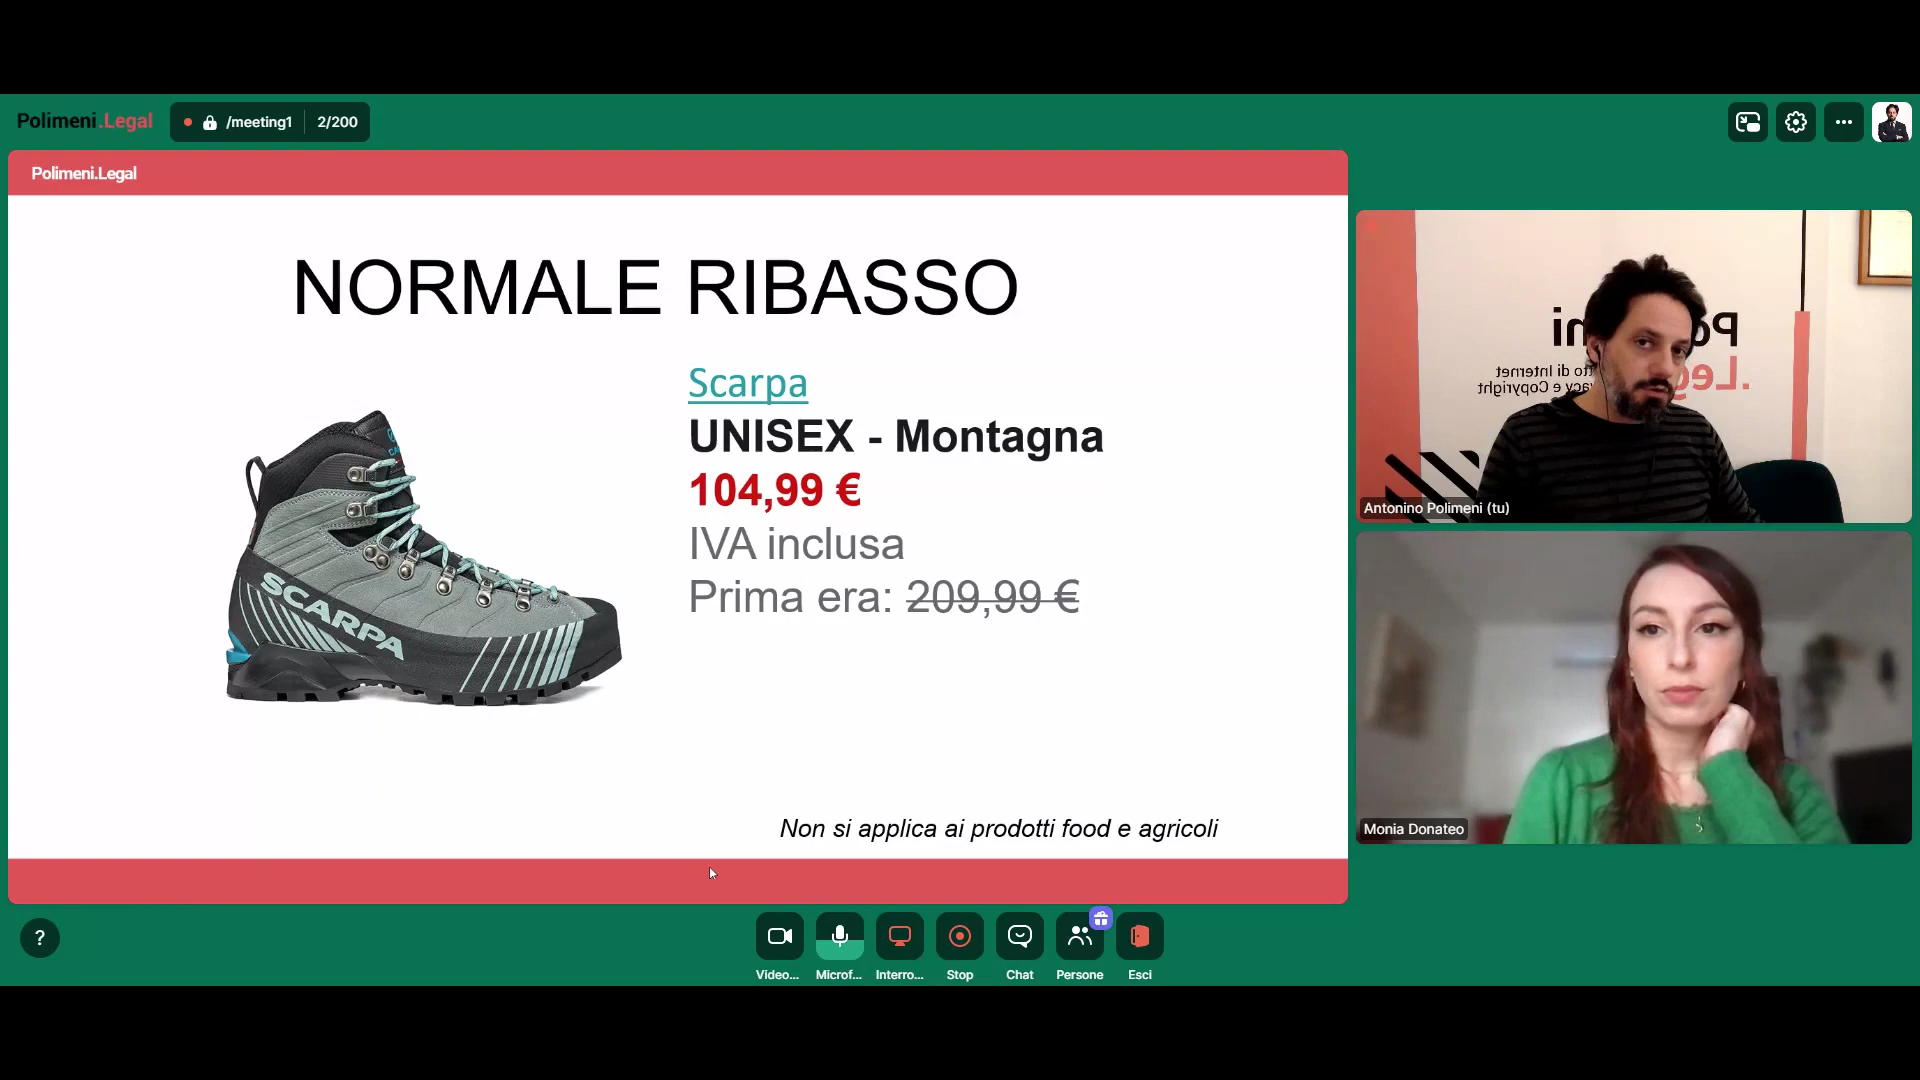 Polimeni.Legal
/meeting1
2/200
Polimeni.Legal
NORMALE RIBASSO
Scarpa
UNISEX - Montagna
104,99 €
IVA inclusa
Prima era: 209,99 €
SCARPA
Non si applica ai prodotti food e agricoli
Antonino Polimeni (tu)
Monia Donateo
?
Video...
Microf...
Interro...
Stop
Chat
Persone
Esci